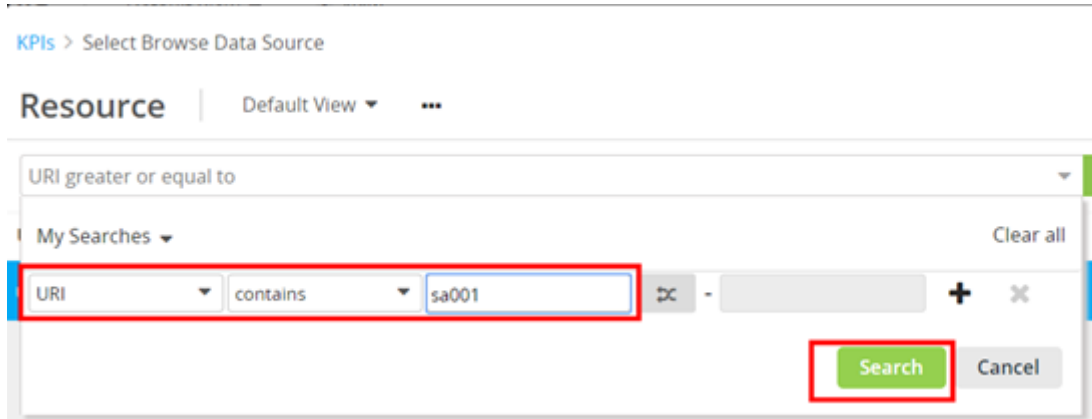 KPIs > Select Browse Data Source
Resource Default View
URI greater or equal to
My Searches Clear all
URI contains sa001 -
Search Cancel